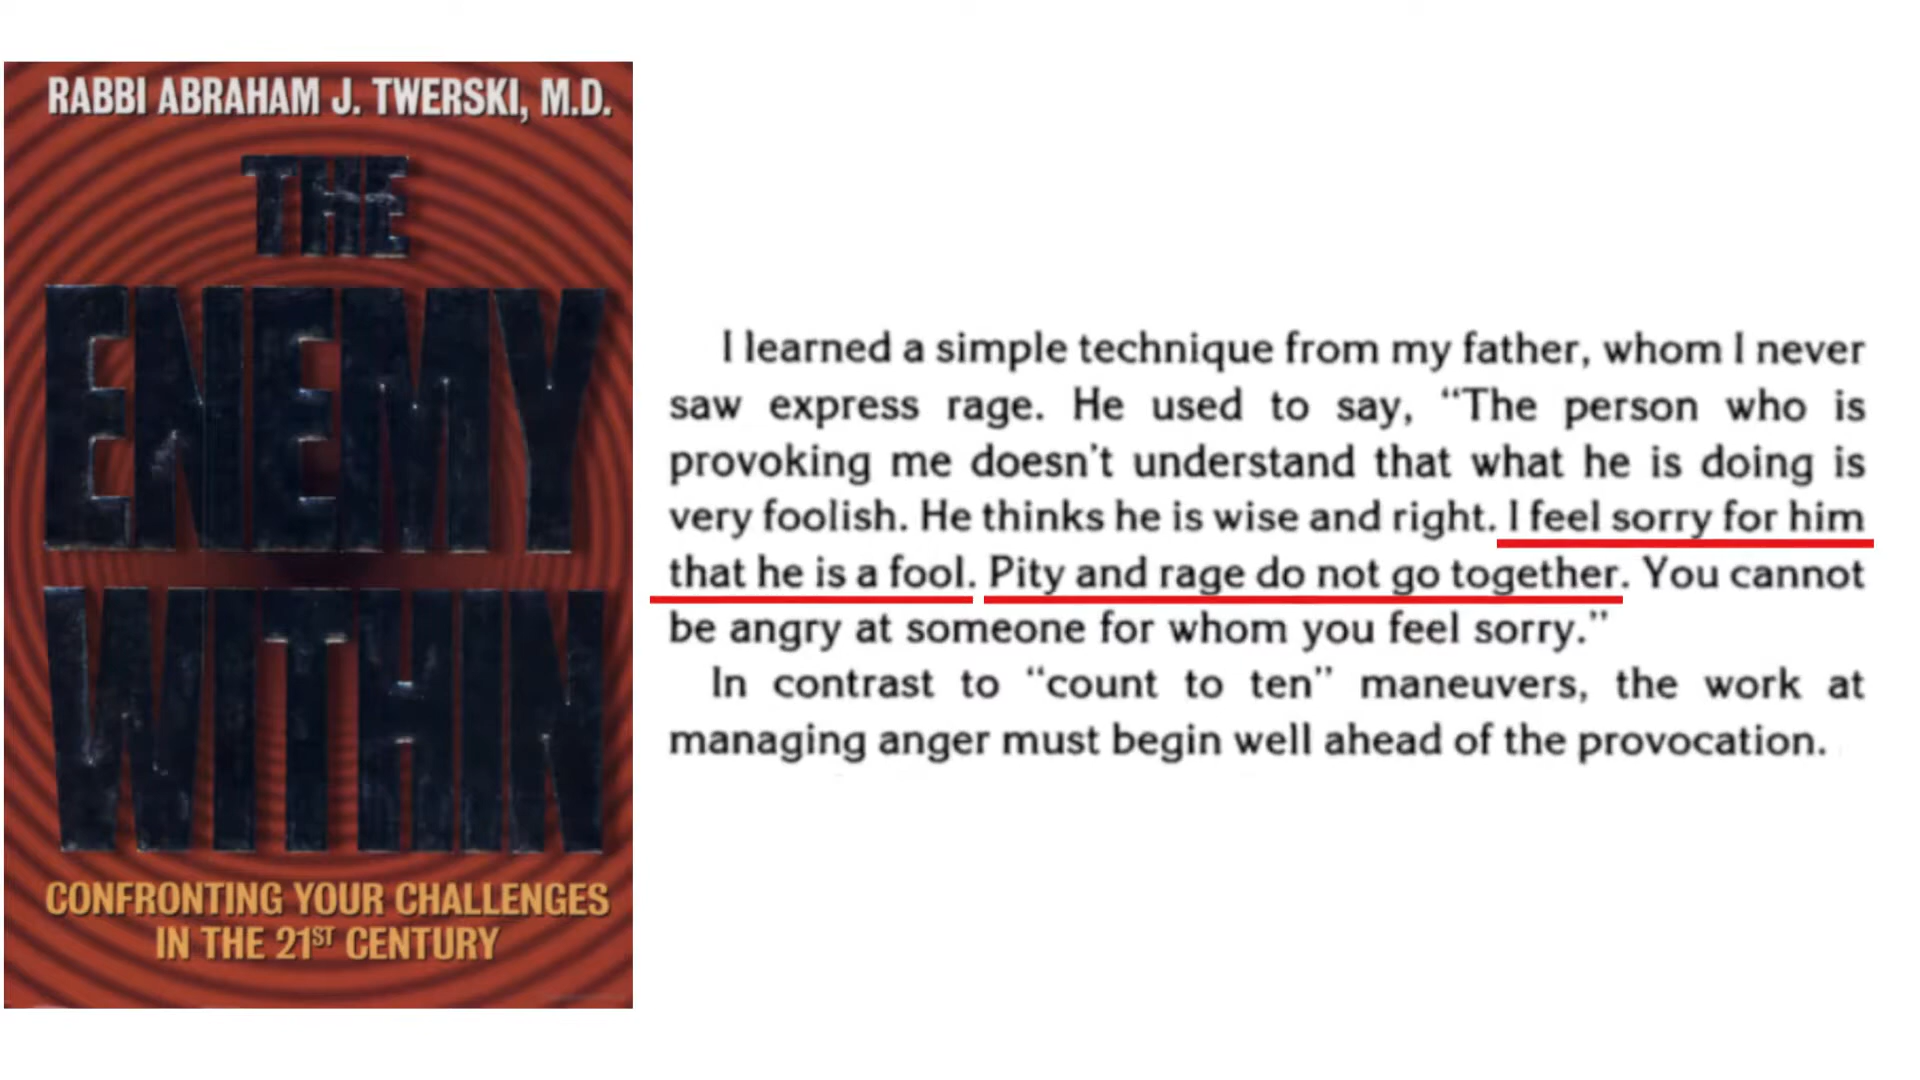 RABBI ABRAHAM J. TWERSKI, M.D.
THE
ENEMY
WITHIN
CONFRONTING YOUR CHALLENGES
IN THE 21ST CENTURY
I learned a simple technique from my father, whom I never
saw express rage. He used to say, “The person who is
provoking me doesn't understand that what he is doing is
very foolish. He thinks he is wise and right. I feel sorry for him
that he is a fool. Pity and rage do not go together. You cannot
be angry at someone for whom you feel sorry.”
In contrast to “count to ten” maneuvers, the work at
managing anger must begin well ahead of the provocation.